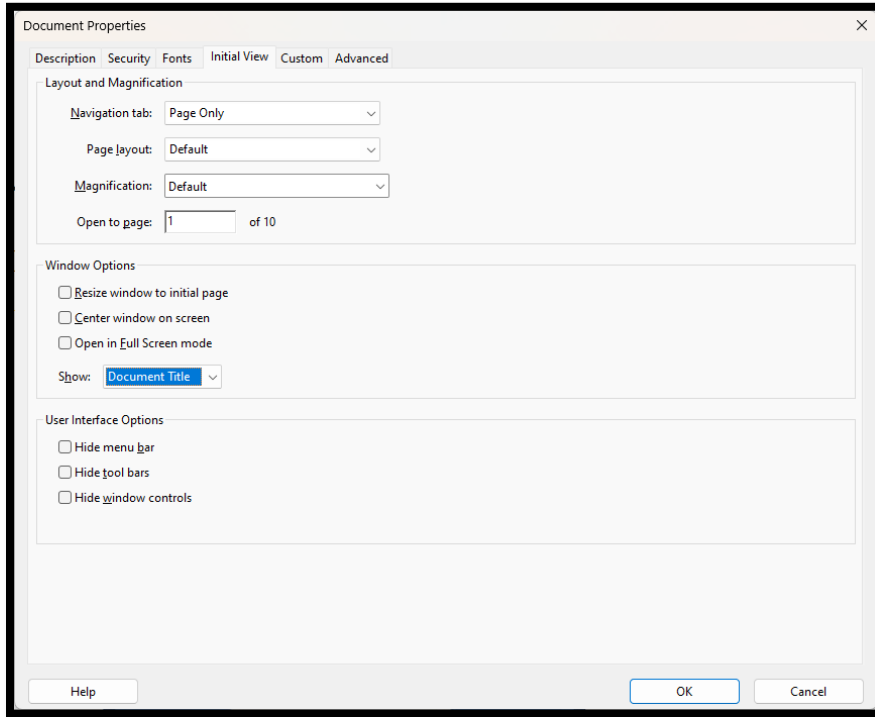 Document Properties
Description Security Fonts Initial View Custom Advanced
Layout and Magnification
Navigation tab: Page Only
Page layout: Default
Magnification: Default
Open to page: 1 of 10
Window Options
Resize window to initial page
Center window on screen
Open in Full Screen mode
Show: Document Title
User Interface Options
Hide menu bar
Hide tool bars
Hide window controls
Help OK Cancel